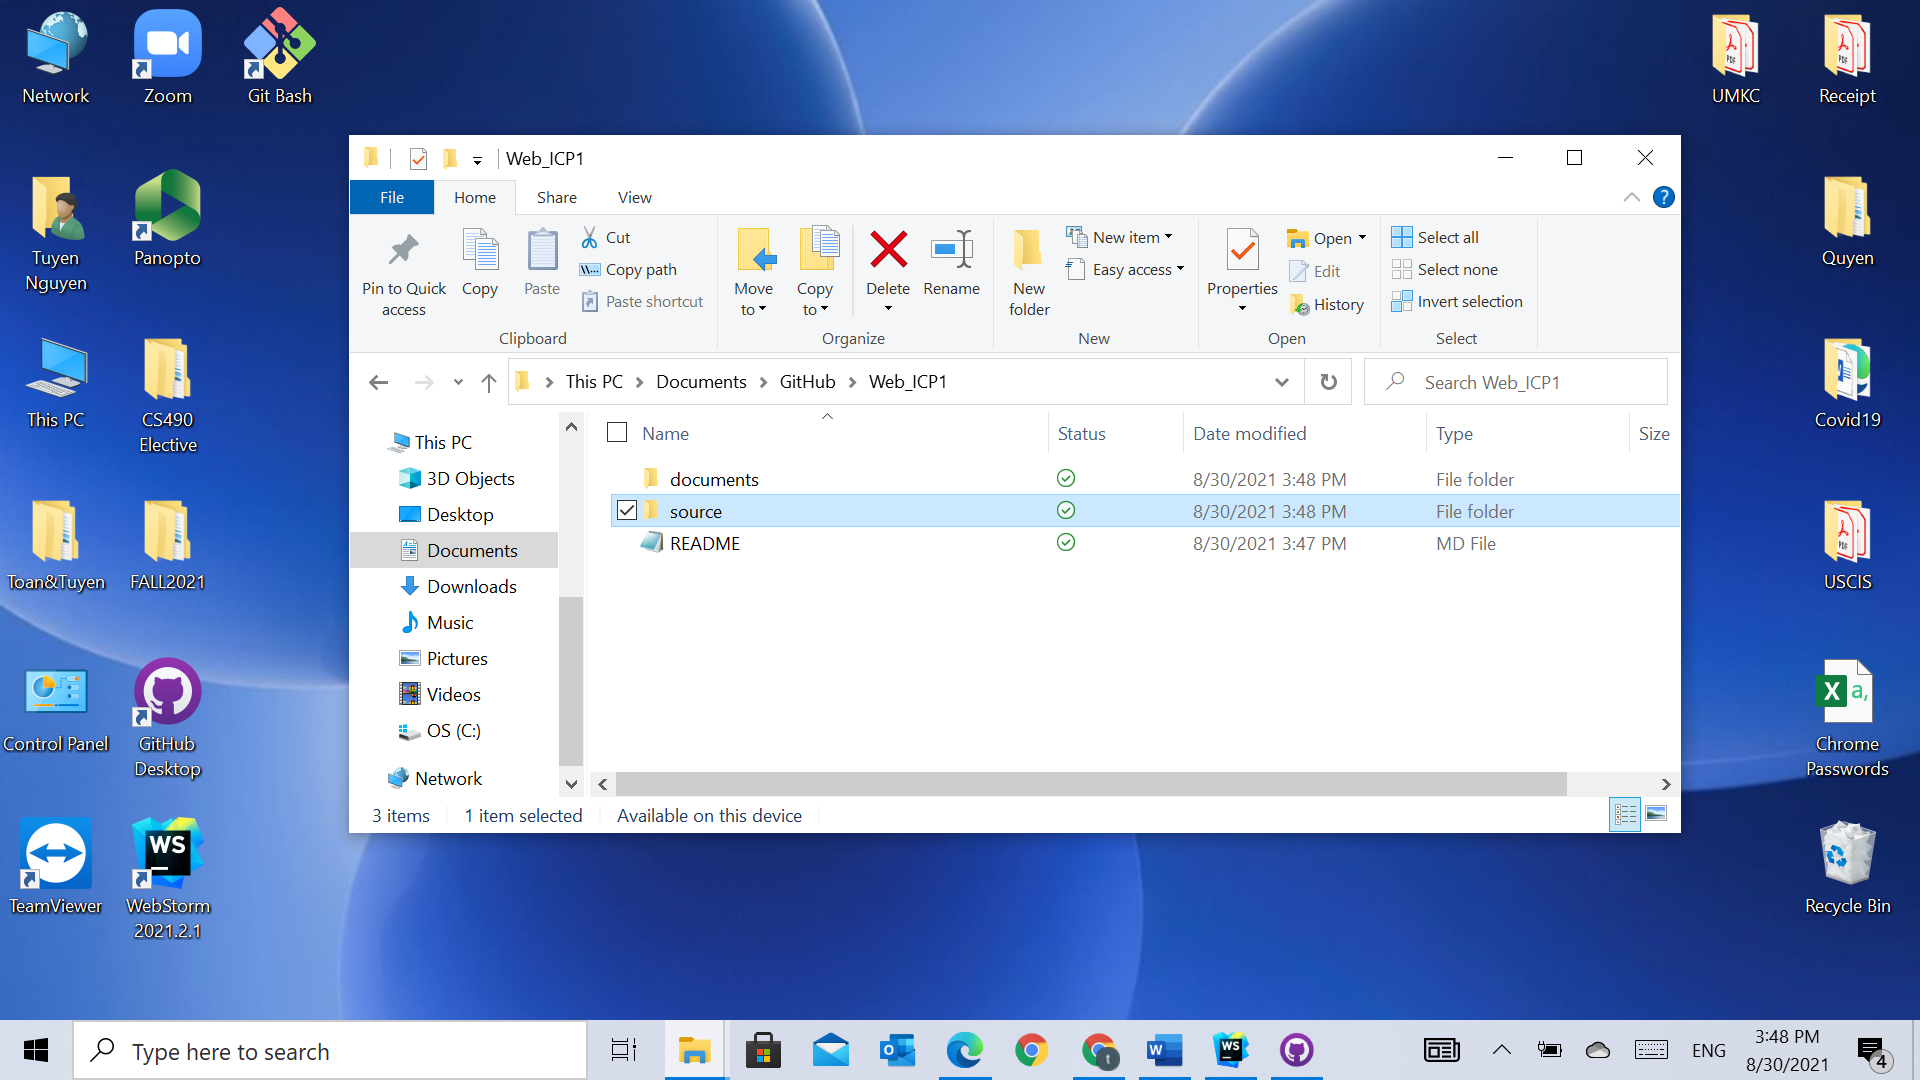 Network
Zoom
Git Bash
UMKC
Receipt
Web_ICP1
File
Home
Share
View
?
Tuyen
Nguyen
Panopto
Quyen
Pin to Quick
access
Copy
Paste
Cut
Copy path
Paste shortcut
Clipboard
Move
to
Copy
to
Delete
Rename
Organize
New
folder
New item
Easy access
New
Properties
Open
Edit
History
Open
Select all
Select none
Invert selection
Select
This PC
Documents
GitHub
Web_ICP1
Search Web_ICP1
This PC
CS490
Elective
Covid19
Name
Status
Date modified
Type
Size
documents
8/30/2021 3:48 PM
File folder
source
8/30/2021 3:48 PM
File folder
README
8/30/2021 3:47 PM
MD File
This PC
3D Objects
Desktop
Documents
Downloads
Music
Pictures
Videos
OS (C:)
Network
3 items
1 item selected
Available on this device
Toan&Tuyen
FALL2021
PDF
USCIS
Control Panel
GitHub
Desktop
X a,
Chrome
Passwords
TeamViewer
WS
WebStorm
2021.2.1
Recycle Bin
Type here to search
W
WS
ENG
3:48 PM
8/30/2021
4